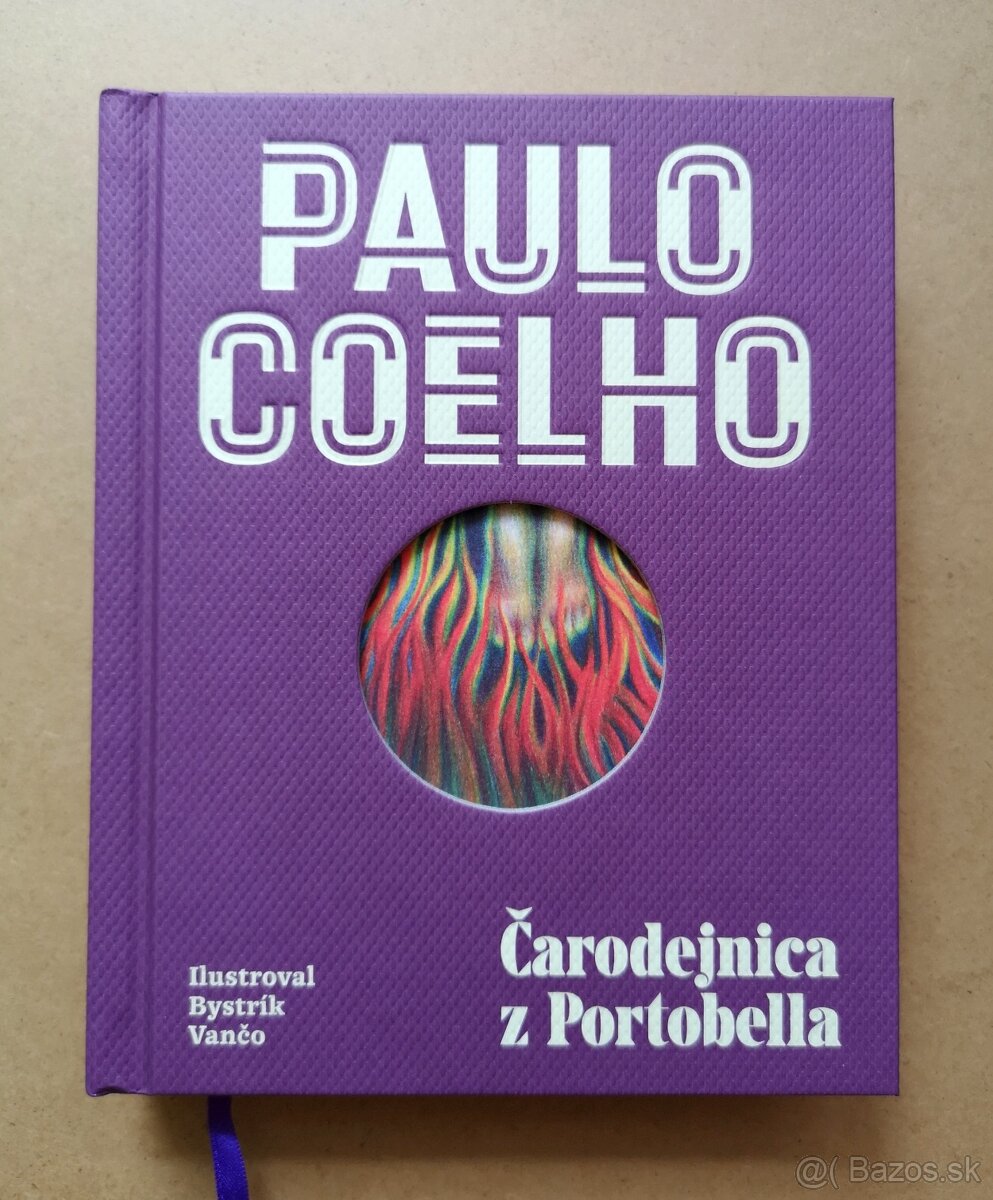 PAULO
COELHO
Ilustroval
Bystrík
Vančo
Čarodejnica
z Portobella
@( Bazos.sk